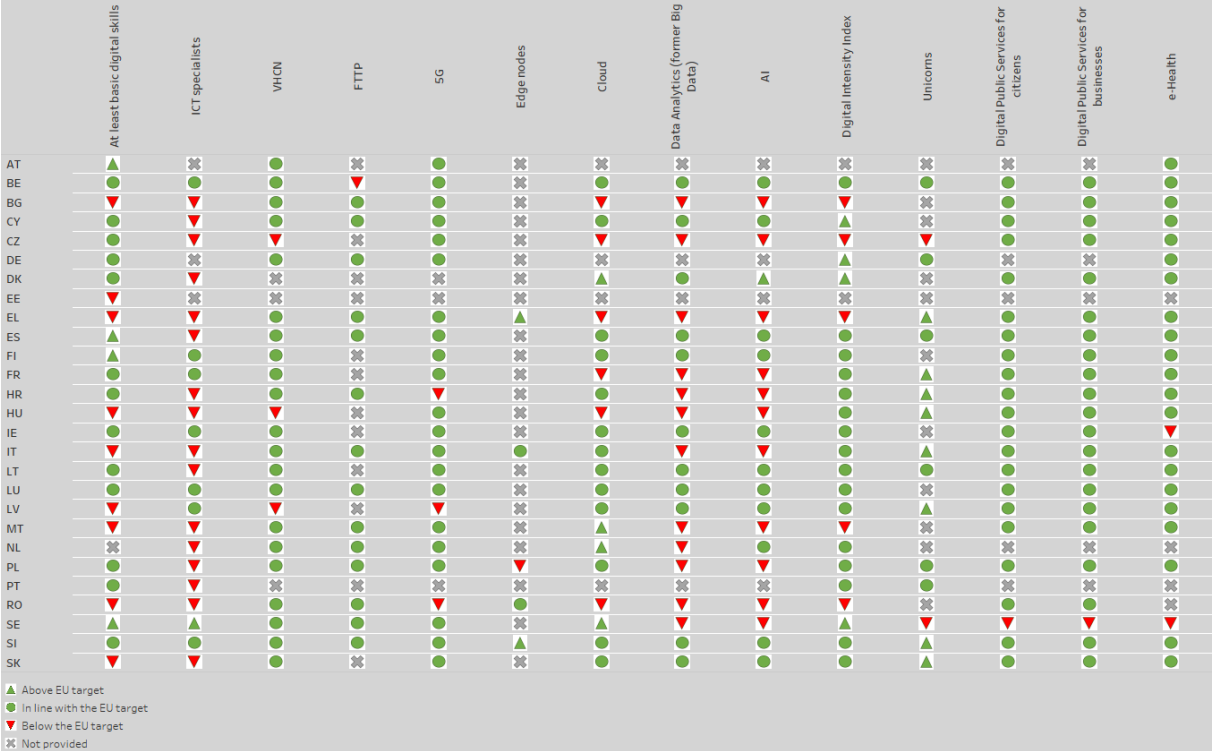 At least basic digital skills
ICT specialists
VHCN
FTTP
5G
Edge nodes
Cloud
Data Analytics (former Big
Data)
AI
Digital Intensity Index
Unicorns
Digital Public Services for
citizens
Digital Public Services for
businesses
e-Health
AT
BE
BG
CY
CZ
DE
DK
EE
EL
ES
FI
FR
HR
HU
IE
IT
LT
LU
LV
MT
NL
PL
PT
RO
SE
SI
SK
Above EU target
In line with the EU target
Below the EU target
Not provided